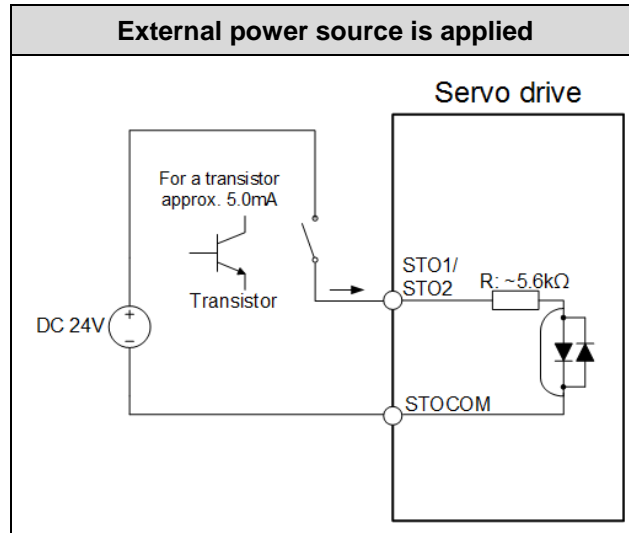 External power source is applied
Servo drive
For a transistor
approx. 5.0mA
Transistor
STO1/
STO2
R: ~5.6kΩ
DC 24V
+
−
STOCOM